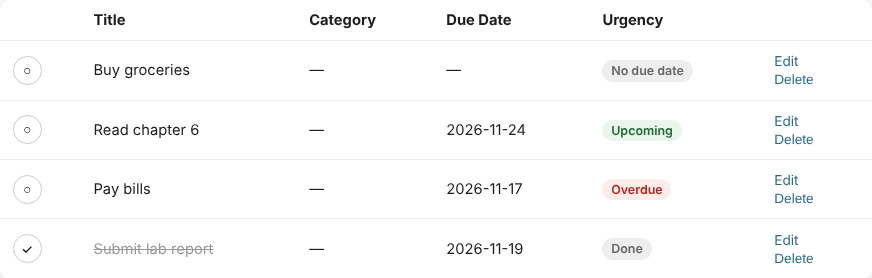 Title Category Due Date Urgency
Buy groceries — — No due date Edit
Delete
Read chapter 6 — 2026-11-24 Upcoming Edit
Delete
Pay bills — 2026-11-17 Overdue Edit
Delete
Submit lab report — 2026-11-19 Done Edit
Delete